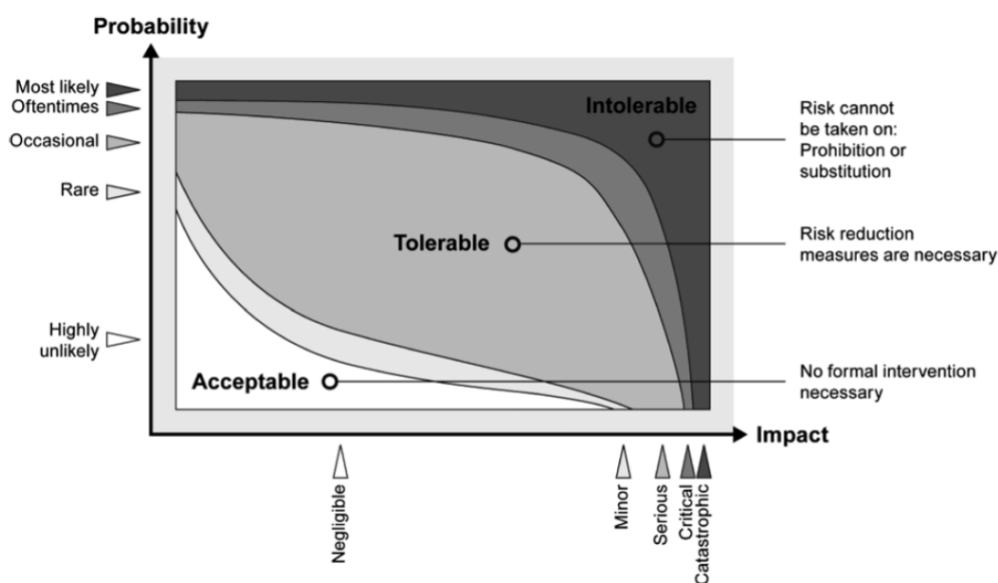 Probability
Most likely
Oftentimes
Occasional
Rare
Highly
unlikely
Intolerable
Risk cannot
be taken on:
Prohibition or
substitution
Tolerable
Risk reduction
measures are necessary
Acceptable
No formal intervention
necessary
Impact
Negligible
Minor
Serious
Critical
Catastrophic